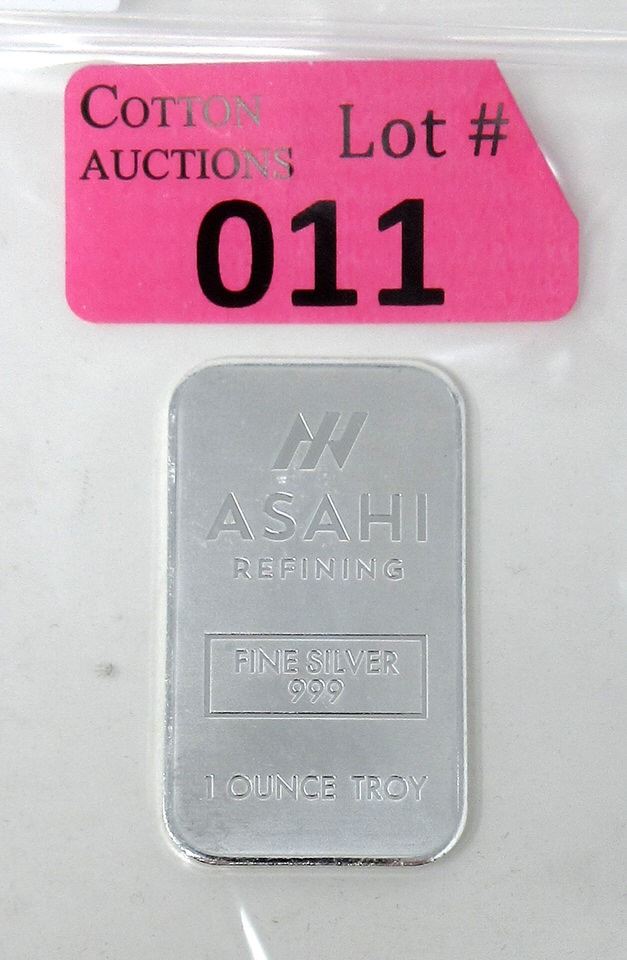 COTTON
AUCTIONS
Lot #
011
ASAHI
REFINING
FINE SILVER
999
1 OUNCE TROY